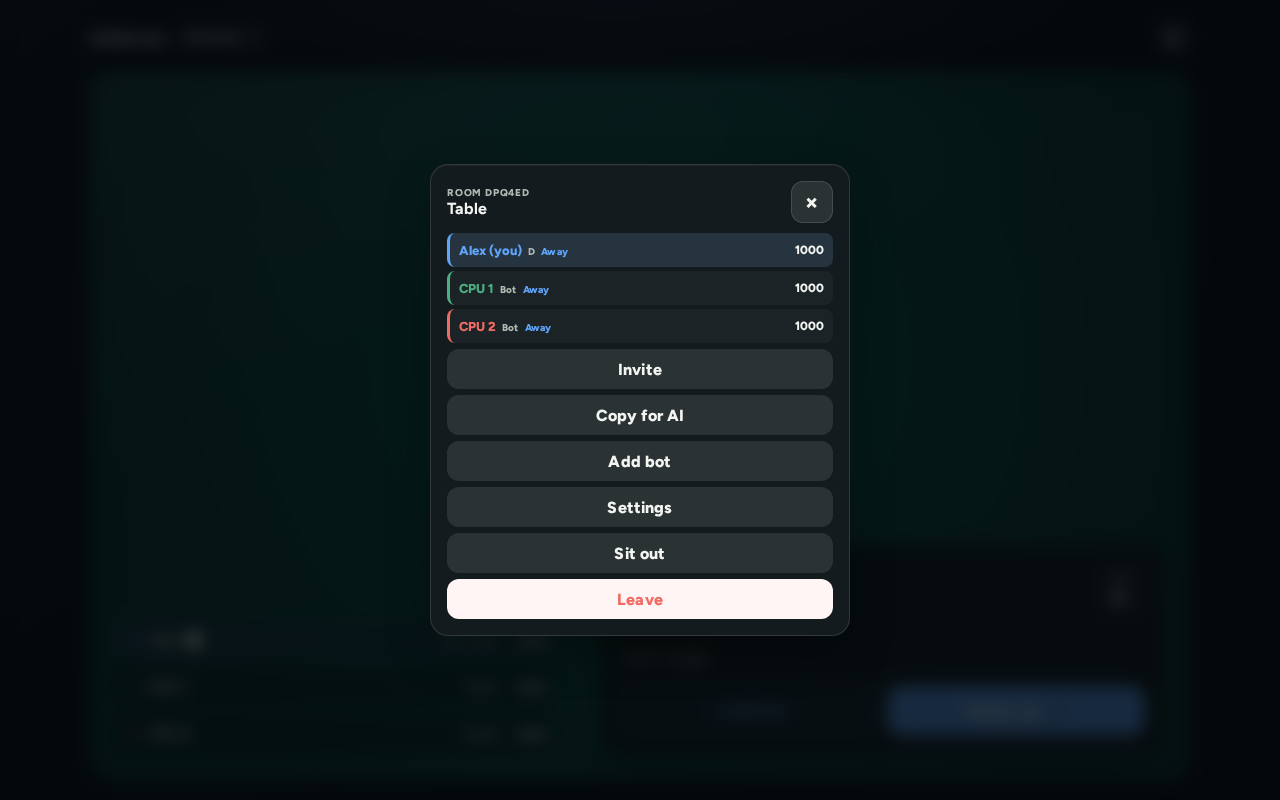 ROOM DPQ4ED
Table
×
Alex (you) D Away 1000
CPU 1 Bot Away 1000
CPU 2 Bot Away 1000
Invite
Copy for AI
Add bot
Settings
Sit out
Leave